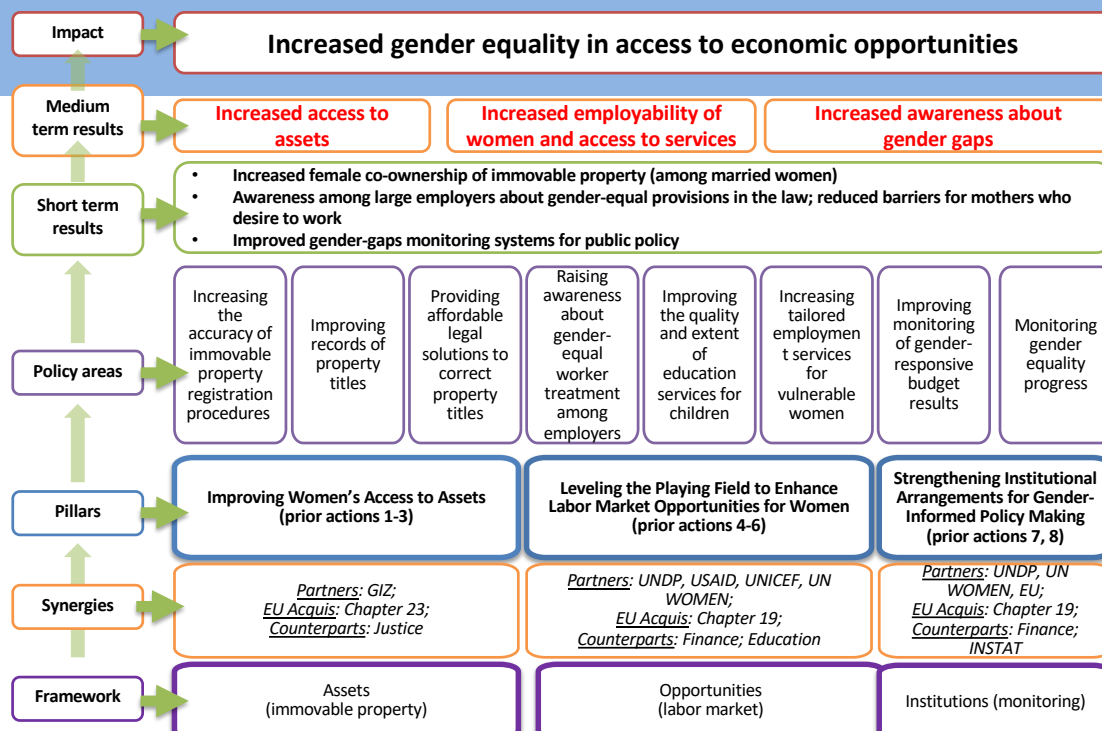 Impact
Increased gender equality in access to economic opportunities
Medium
term results
Increased access to
assets
Increased employability of
women and access to services
Increased awareness about
gender gaps
Short term
results
• Increased female co-ownership of immovable property (among married women)
• Awareness among large employers about gender-equal provisions in the law; reduced barriers for mothers who
desire to work
• Improved gender-gaps monitoring systems for public policy
Policy areas
Increasing
the
accuracy of
immovable
property
registration
procedures
Improving
records of
property
titles
Providing
affordable
legal
solutions to
correct
property
titles
Raising
awareness
about
gender-
equal
worker
treatment
among
employers
Improving
the quality
and extent
of
education
services for
children
Increasing
tailored
employmen
t services
for
vulnerable
women
Improving
monitoring
of gender-
responsive
budget
results
Monitoring
gender
equality
progress
Pillars
Improving Women’s Access to Assets
(prior actions 1-3)
Leveling the Playing Field to Enhance
Labor Market Opportunities for Women
(prior actions 4-6)
Strengthening Institutional
Arrangements for Gender-
Informed Policy Making
(prior actions 7, 8)
Synergies
Partners: GIZ;
EU Acquis: Chapter 23;
Counterparts: Justice
Partners: UNDP, USAID, UNICEF, UN
WOMEN;
EU Acquis: Chapter 19;
Counterparts: Finance; Education
Partners: UNDP, UN
WOMEN, EU;
EU Acquis: Chapter 19;
Counterparts: Finance;
INSTAT
Framework
Assets
(immovable property)
Opportunities
(labor market)
Institutions (monitoring)